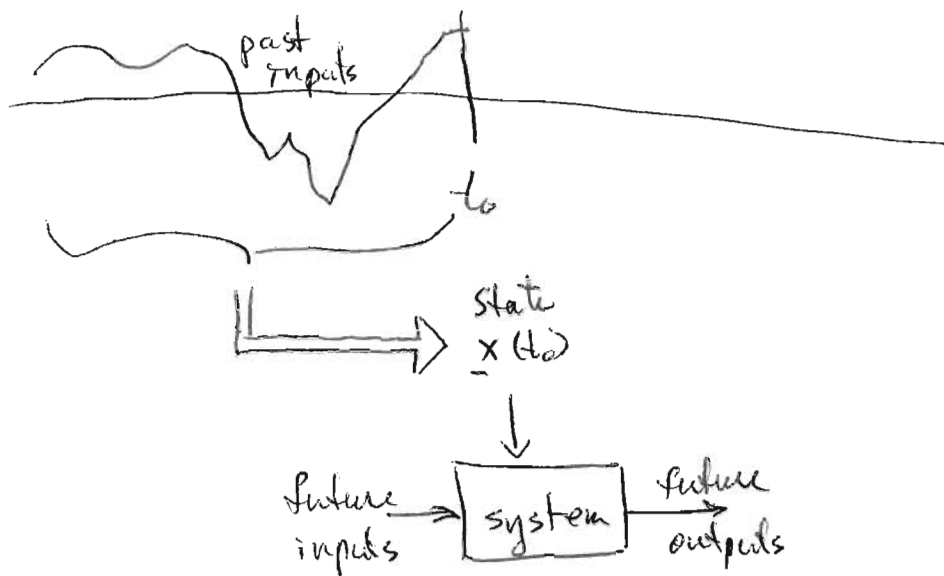 past
inputs
t₀
state
x(t₀)
future
inputs
system
future
outputs